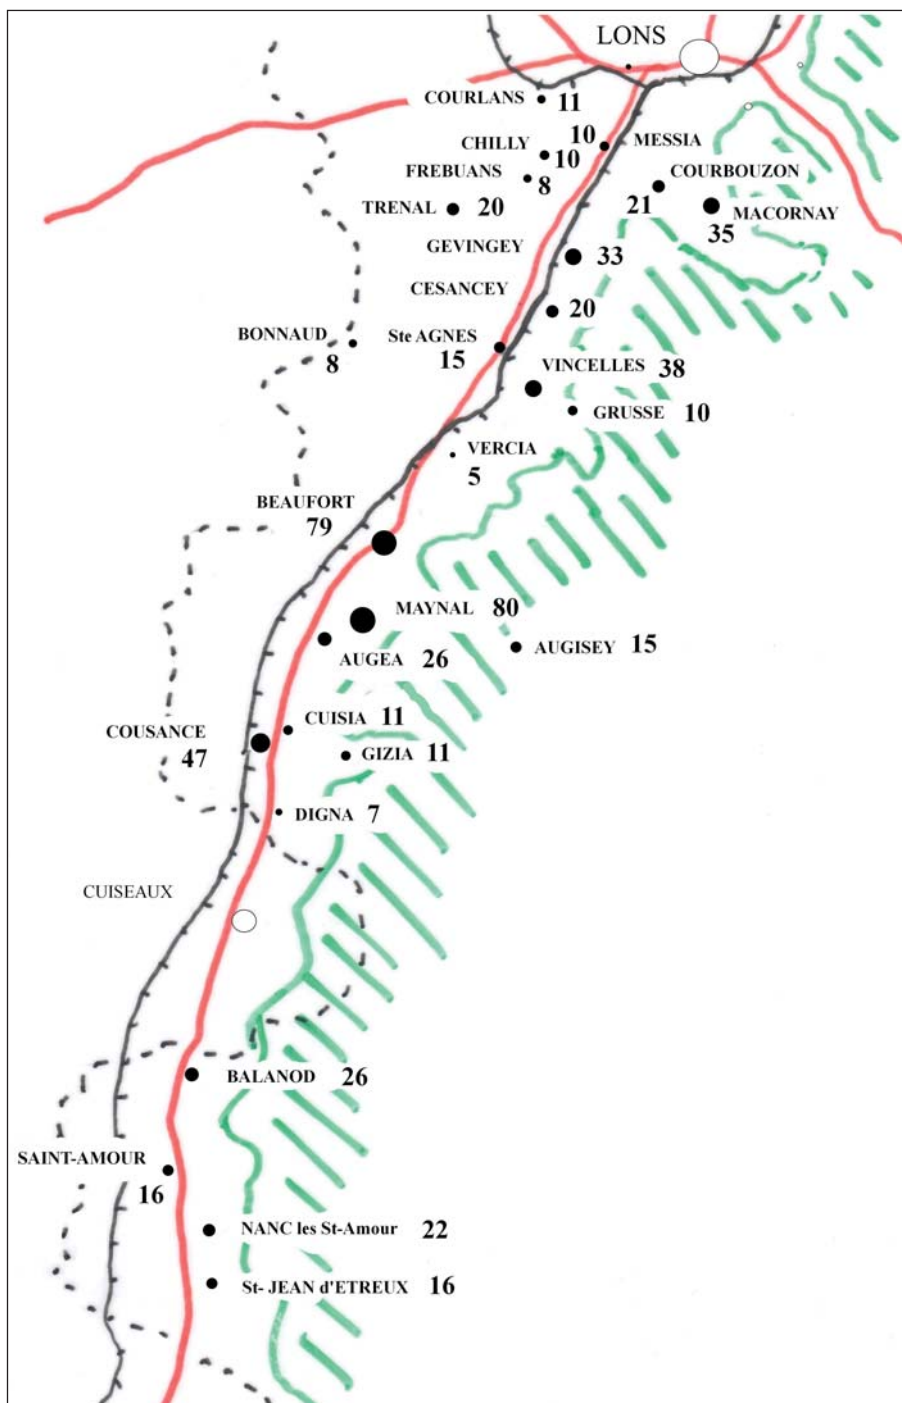 LONS
COURLANS 11
CHILLY 10
10 MESSIA
FREBUANS 8
COURBOUZON
21
TRENAL 20
MACORNAY
35
GEVINGEY 33
CESANCEY 20
BONNAUD
8
Ste AGNES
15
VINCELLES 38
GRUSSE 10
VERCIA
5
BEAUFORT
79
MAYNAL 80
AUGISEY 15
AUGEA 26
CUISIA 11
COUSANCE
47
GIZIA 11
DIGNA 7
CUISEAUX
BALANOD 26
SAINT-AMOUR
16
NANC les St-Amour 22
St- JEAN d'ETREUX 16